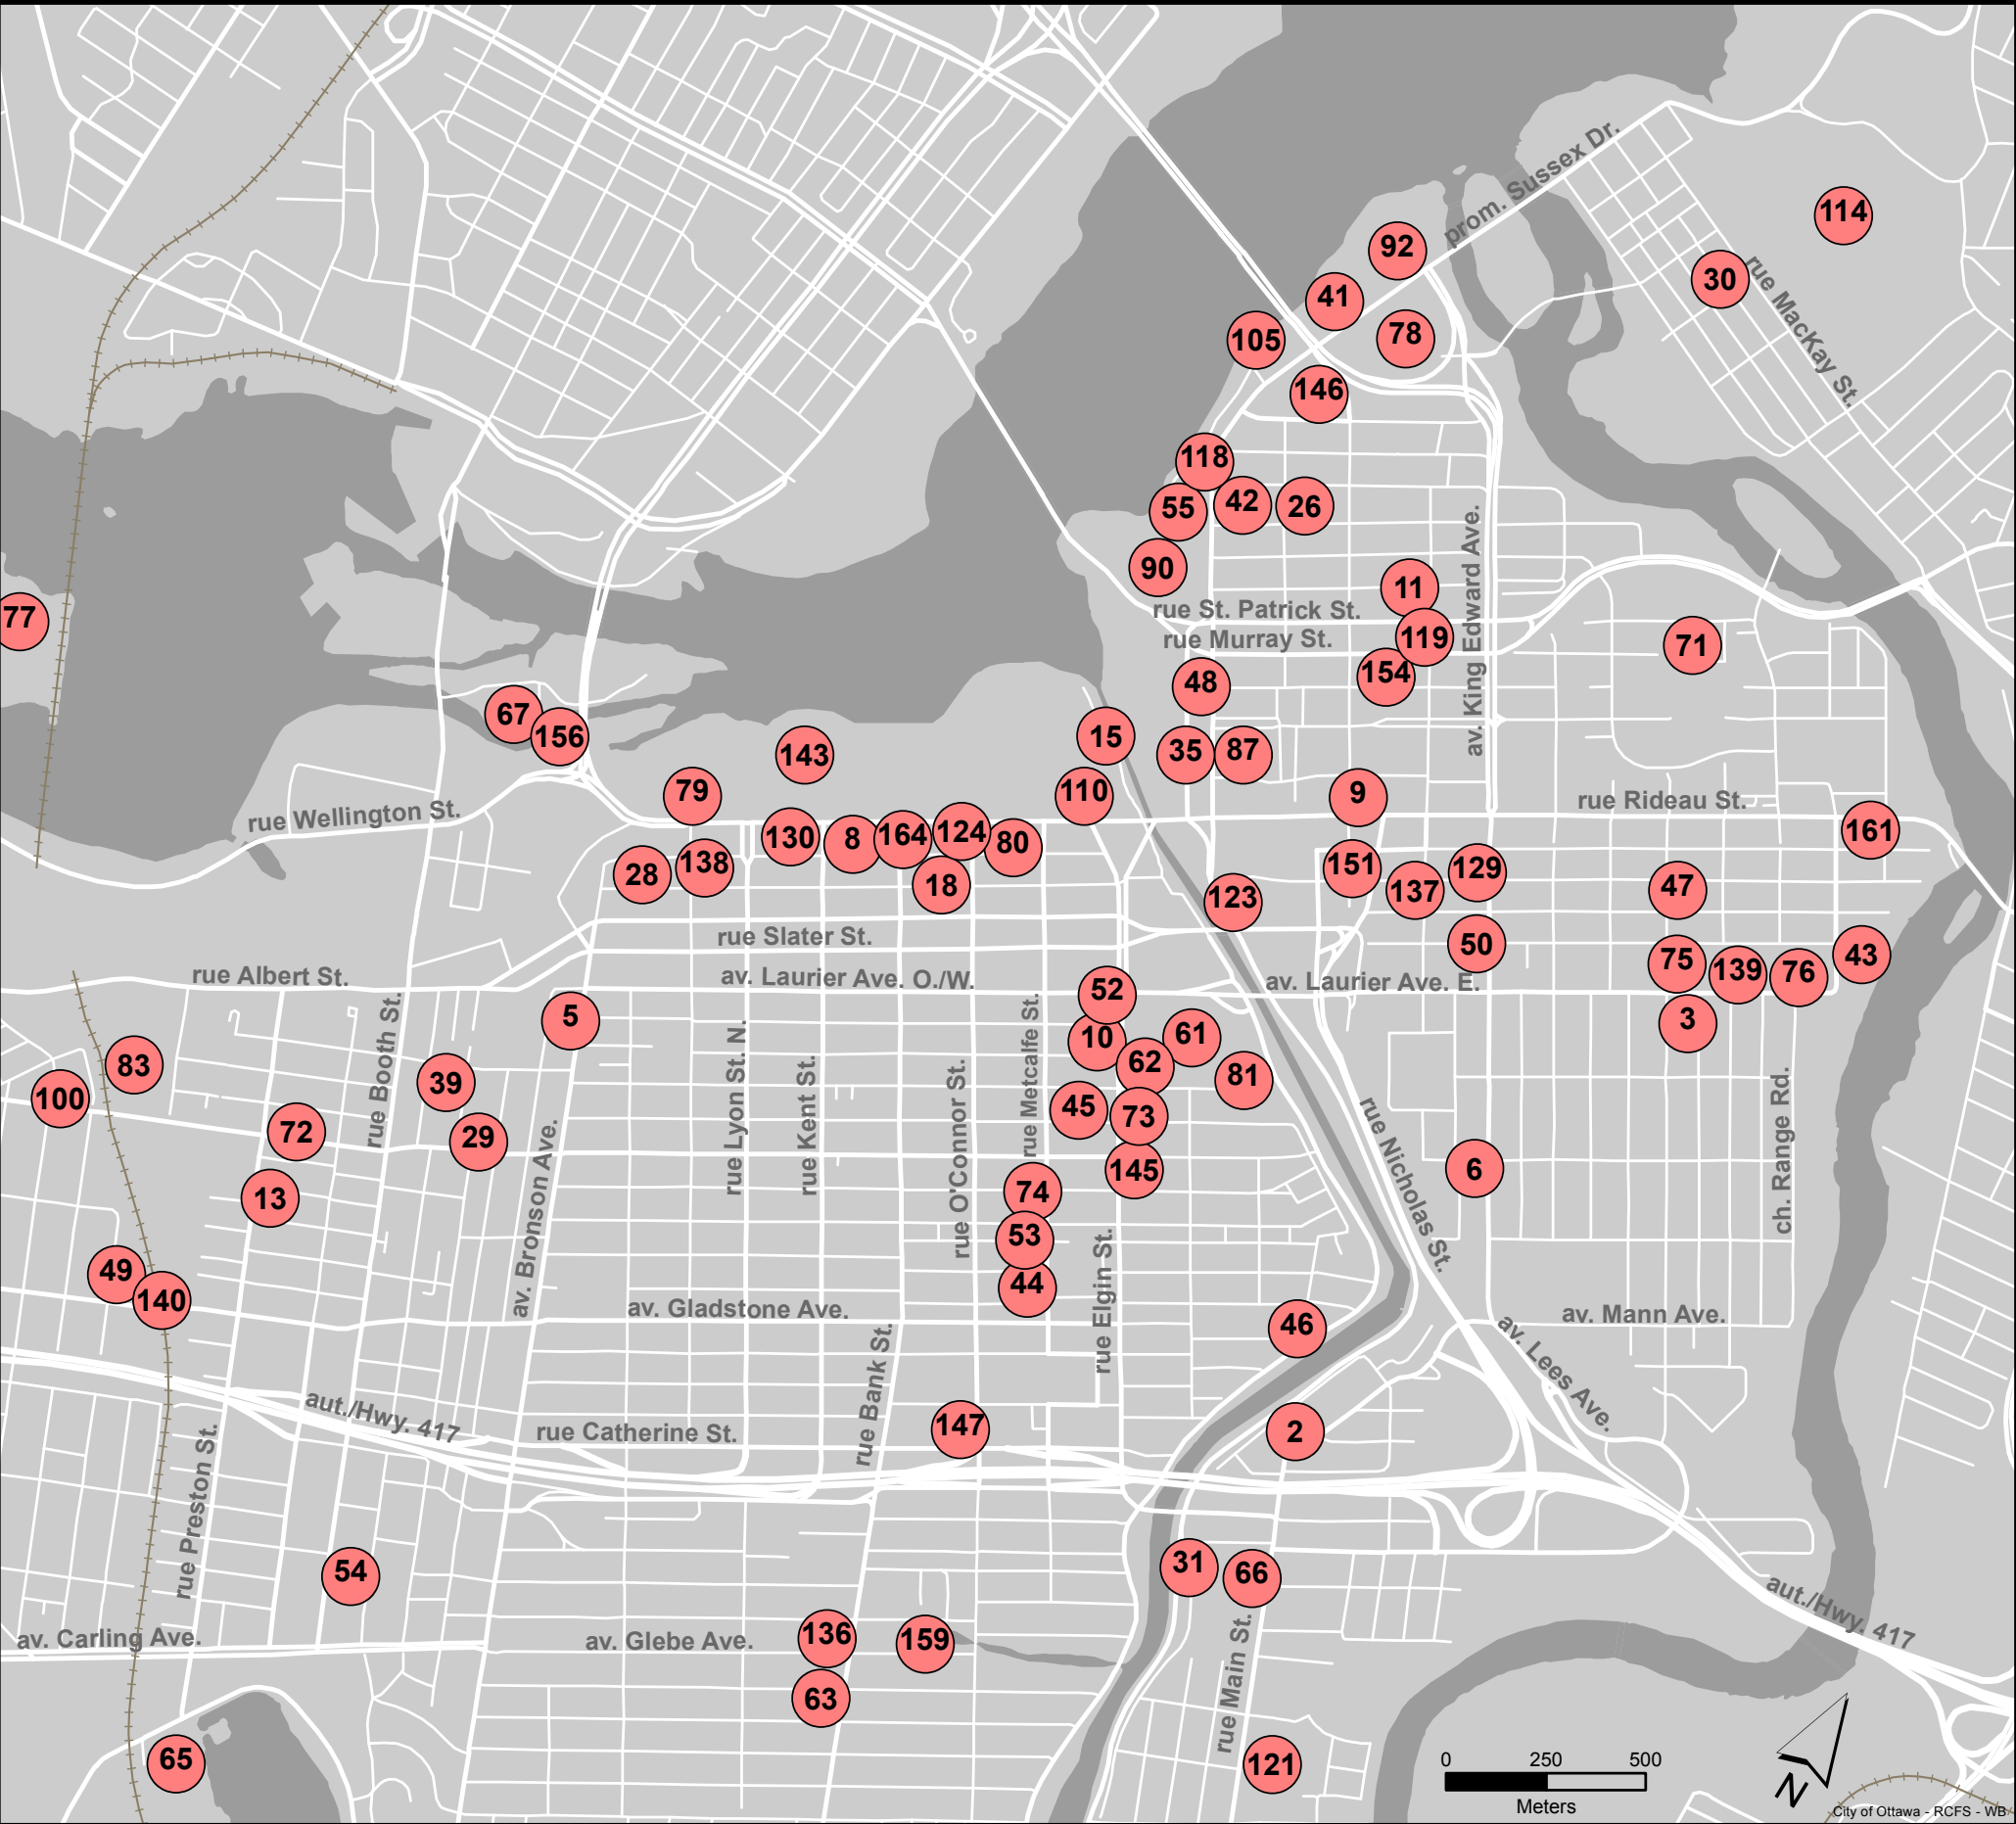 prom. Sussex Dr.
114
92
30
rue MacKay St.
41
105
78
146
118
55
42
26
90
11
77
rue St. Patrick St.
rue Murray St.
119
71
154
48
av. King Edward Ave.
67
156
143
15
35
87
79
110
9
rue Rideau St.
rue Wellington St.
130
8
164
124
80
161
28
138
18
151
137
129
47
123
rue Slater St.
50
75
139
76
43
rue Albert St.
av. Laurier Ave. O./W.
av. Laurier Ave. E.
52
5
10
61
3
83
62
81
100
39
rue Booth St.
45
73
72
29
rue Lyon St. N.
rue Kent St.
rue O'Connor St.
rue Metcalfe St.
145
rue Nicholas St.
6
ch. Range Rd.
13
av. Bronson Ave.
74
53
49
140
44
rue Elgin St.
av. Gladstone Ave.
46
av. Mann Ave.
av. Lees Ave.
aut./Hwy. 417
rue Catherine St.
rue Bank St.
147
2
rue Preston St.
54
31
66
aut./Hwy. 417
av. Carling Ave.
av. Glebe Ave.
136
159
63
rue Main St.
65
121
0 250 500
Meters
N
City of Ottawa - RCFS - WB